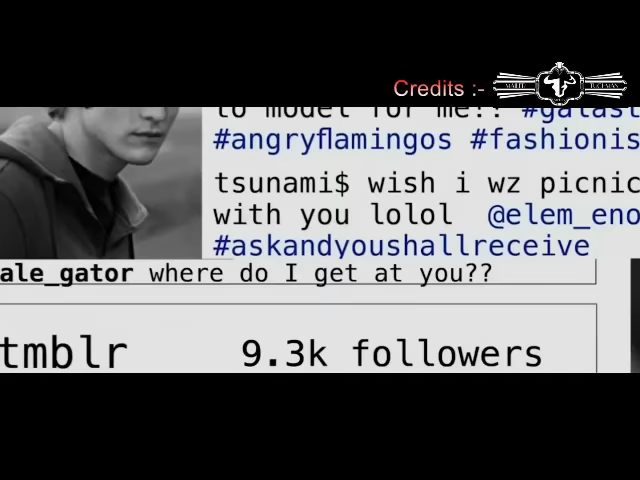 Credits :-
to model for me??
#angryflamingos #fashionis
tsunami$ wish i wz picnic
with you lolol @elem_eno
#askandyoushallreceive
ale_gator where do I get at you??
tmblr 9.3k followers